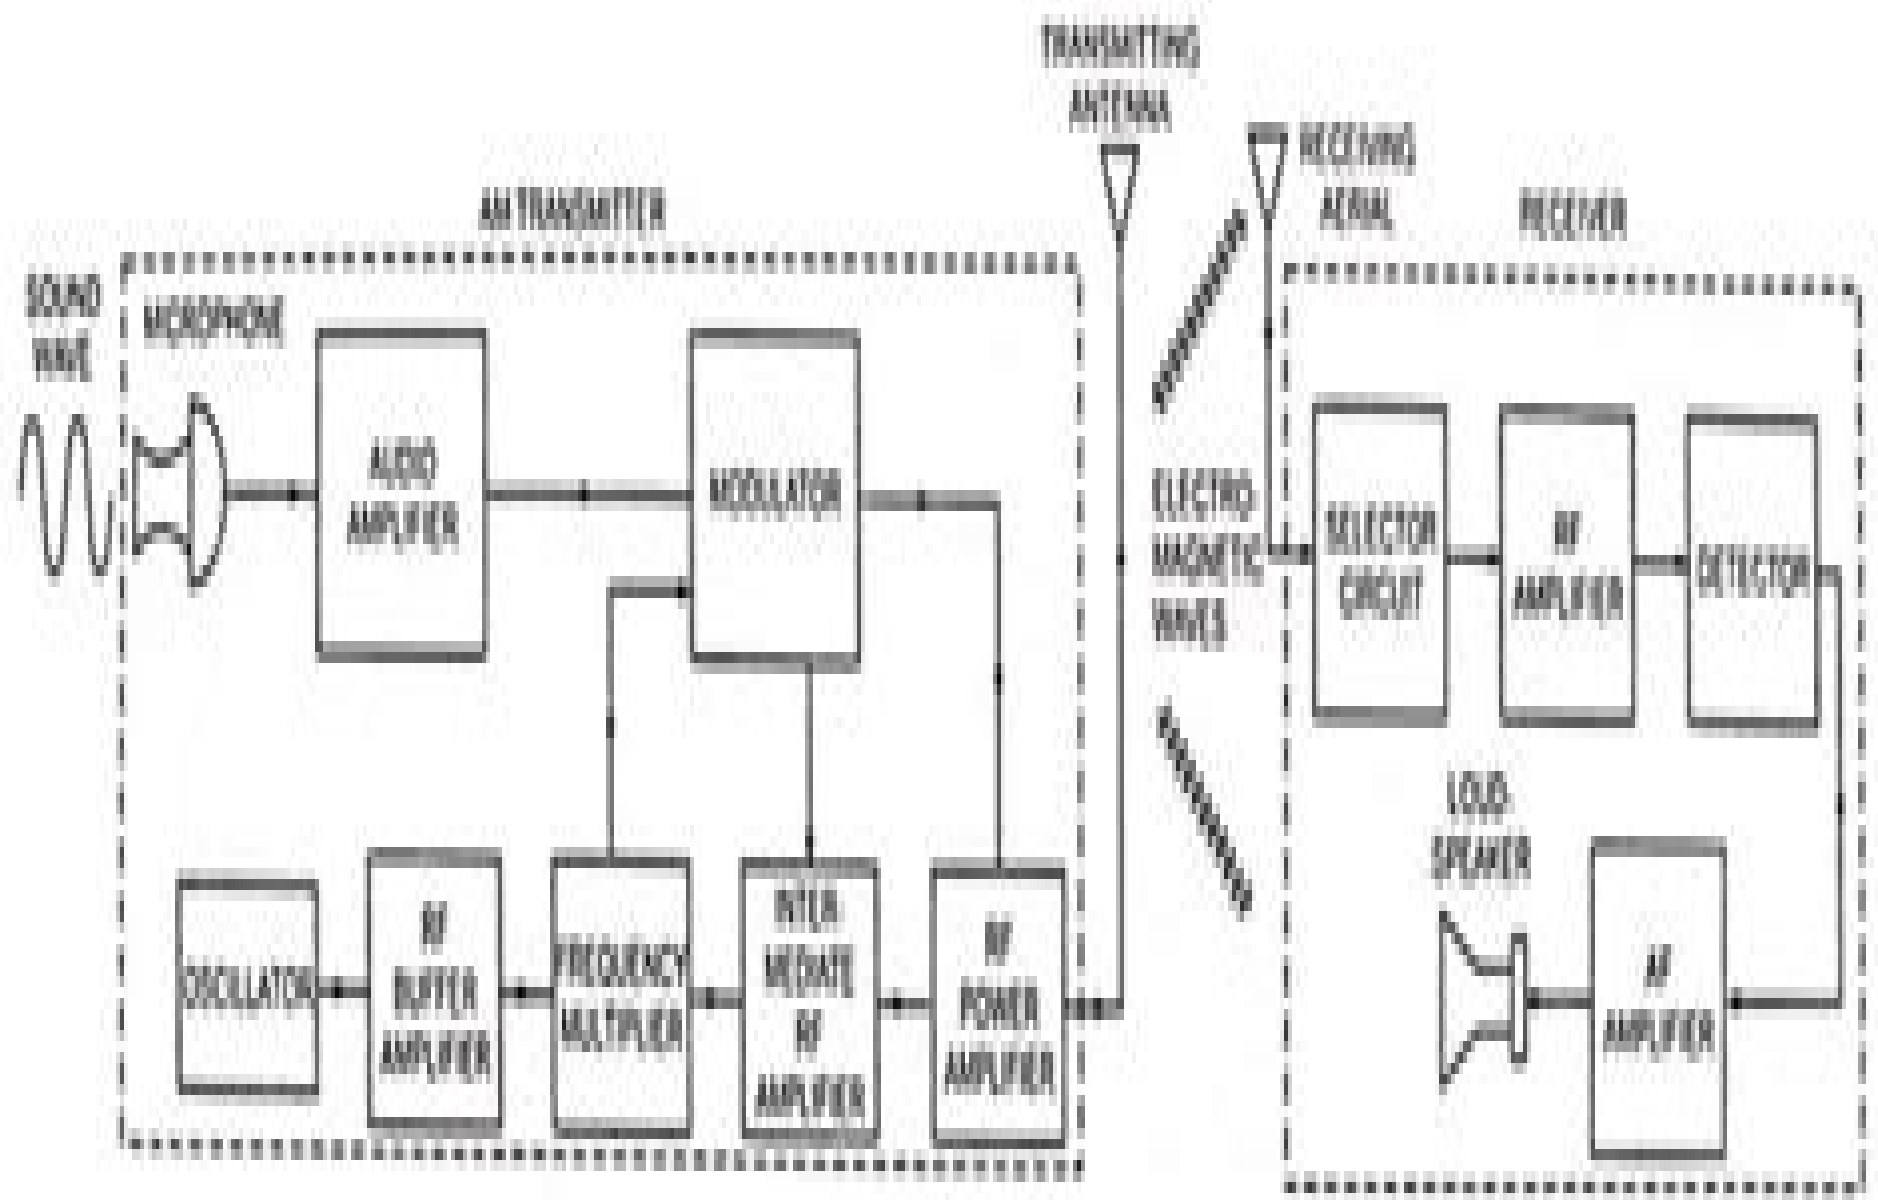 TRANSMITTING
ANTENNA
RECEIVING
AERIAL
AM TRANSMITTER
RECEIVER
SOUND
WAVE
MICROPHONE
AUDIO
AMPLIFIER
MODULATOR
ELECTRO
MAGNETIC
WAVES
SELECTOR
CIRCUIT
RF
AMPLIFIER
DETECTOR
LOUD-
SPEAKER
OSCILLATOR
RF
BUFFER
AMPLIFIER
FREQUENCY
MULTIPLIER
INTER
MEDIATE
RF
AMPLIFIER
RF
POWER
AMPLIFIER
AF
AMPLIFIER